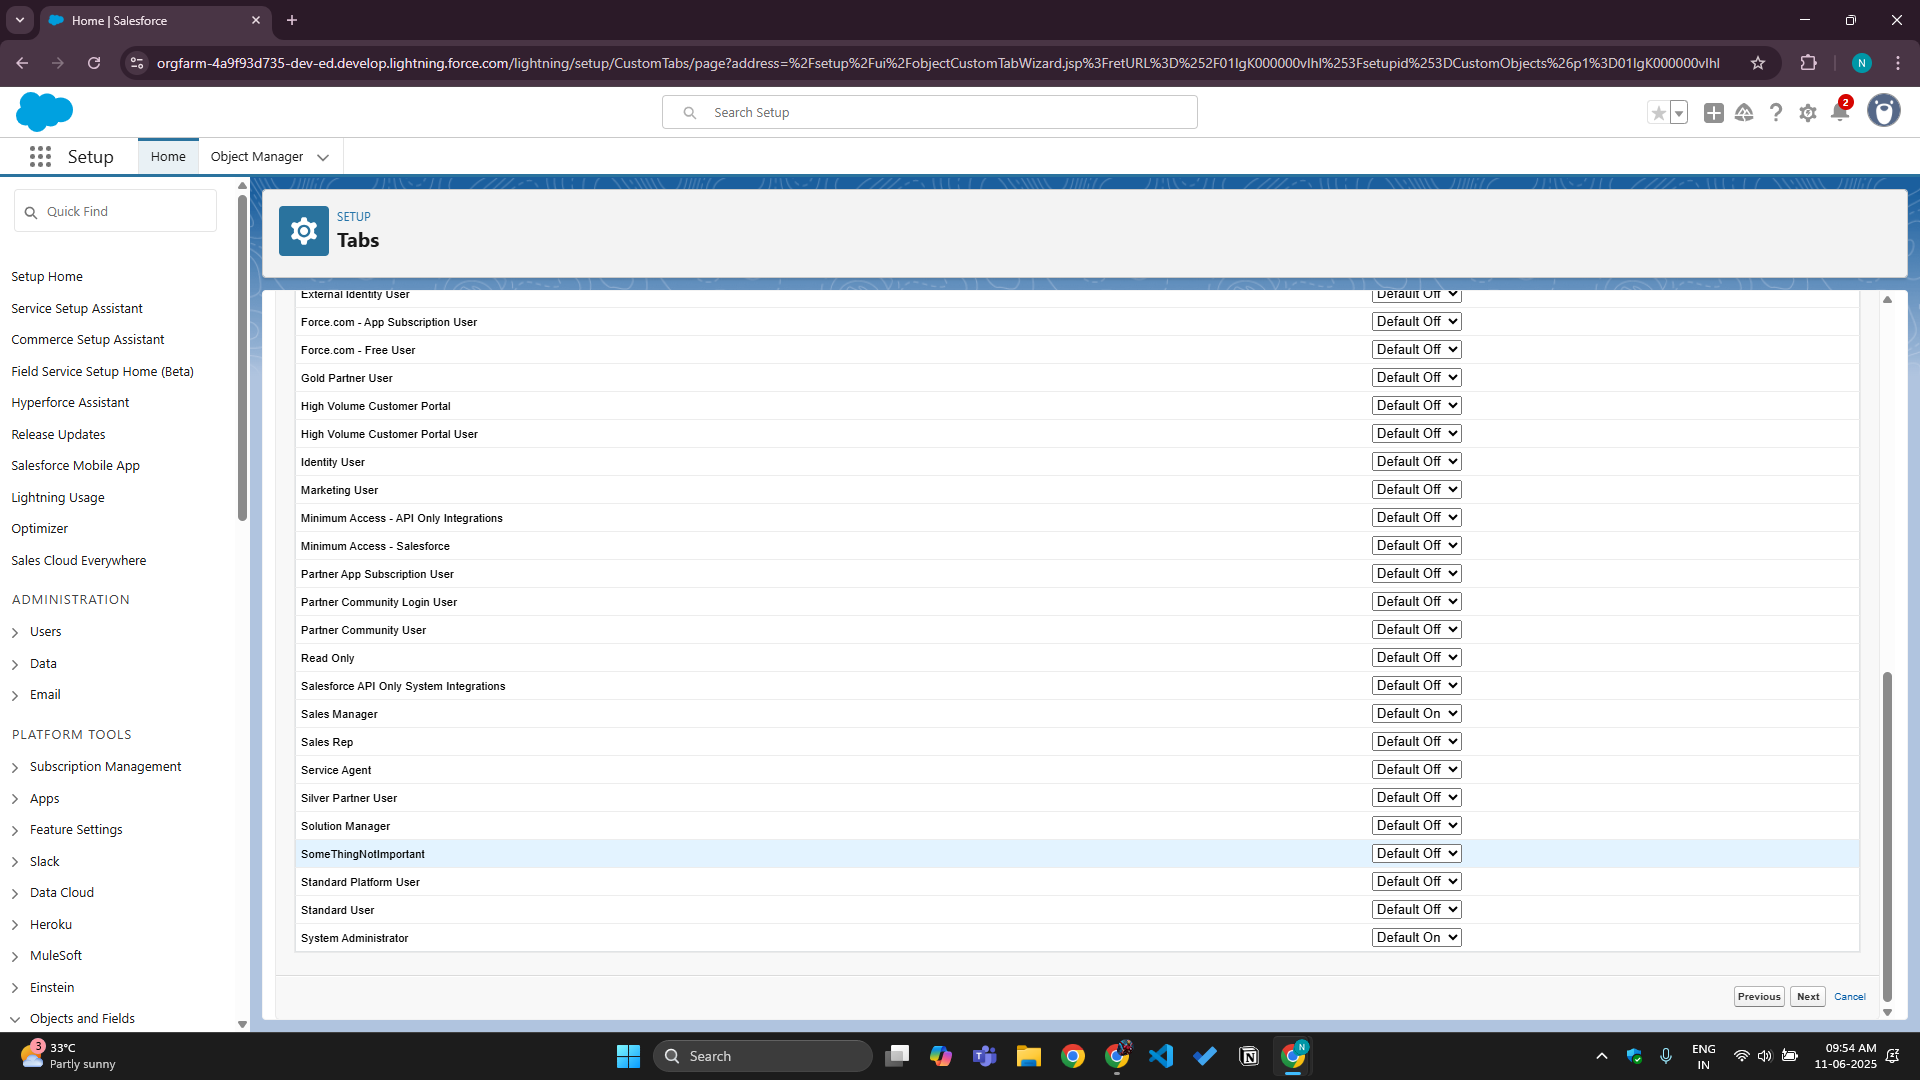 Home | Salesforce
orgfarm-4a9f93d735-dev-ed.develop.lightning.force.com/lightning/setup/CustomTabs/page?address=%2Fsetup%2Fui%2FobjectCustomTabWizard.jsp%3FretURL%3D%252F01IgK000000vIhI%253Fsetupid%253DCustomObjects%26p1%3D01IgK000000vIhI
N
Search Setup
2
Setup
Home
Object Manager
Quick Find
SETUP
Tabs
Setup Home
Service Setup Assistant
Commerce Setup Assistant
Field Service Setup Home (Beta)
Hyperforce Assistant
Release Updates
Salesforce Mobile App
Lightning Usage
Optimizer
Sales Cloud Everywhere
ADMINISTRATION
Users
Data
Email
PLATFORM TOOLS
Subscription Management
Apps
Feature Settings
Slack
Data Cloud
Heroku
MuleSoft
Einstein
Objects and Fields
External Identity User Default Off
Force.com - App Subscription User Default Off
Force.com - Free User Default Off
Gold Partner User Default Off
High Volume Customer Portal Default Off
High Volume Customer Portal User Default Off
Identity User Default Off
Marketing User Default Off
Minimum Access - API Only Integrations Default Off
Minimum Access - Salesforce Default Off
Partner App Subscription User Default Off
Partner Community Login User Default Off
Partner Community User Default Off
Read Only Default Off
Salesforce API Only System Integrations Default Off
Sales Manager Default On
Sales Rep Default Off
Service Agent Default Off
Silver Partner User Default Off
Solution Manager Default Off
SomeThingNotImportant Default Off
Standard Platform User Default Off
Standard User Default Off
System Administrator Default On
Previous Next Cancel
3
33°C
Partly sunny
Search
N
ENG
IN
09:54 AM
11-06-2025